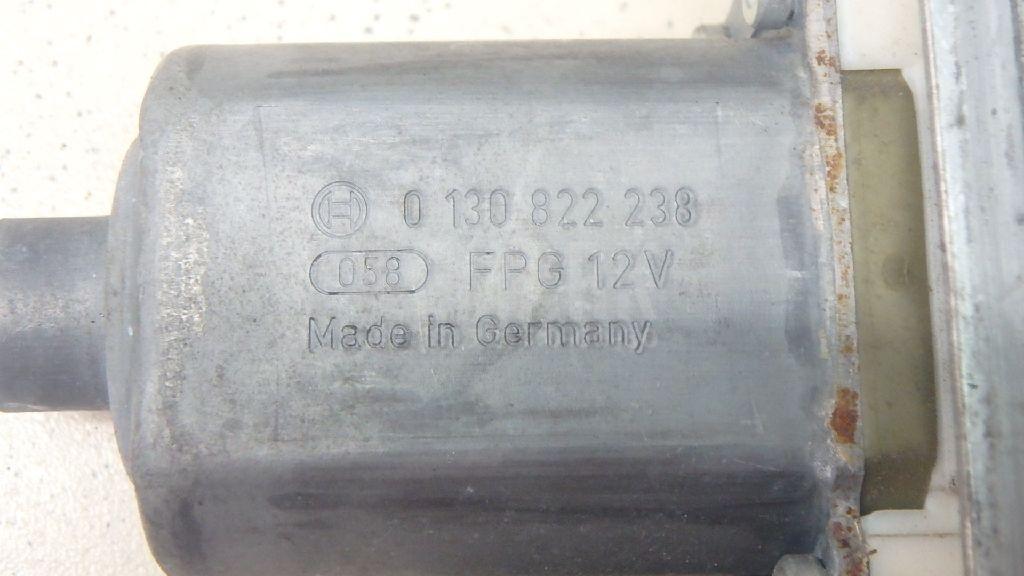 0 130 822 238
058 FPG 12V
Made in Germany